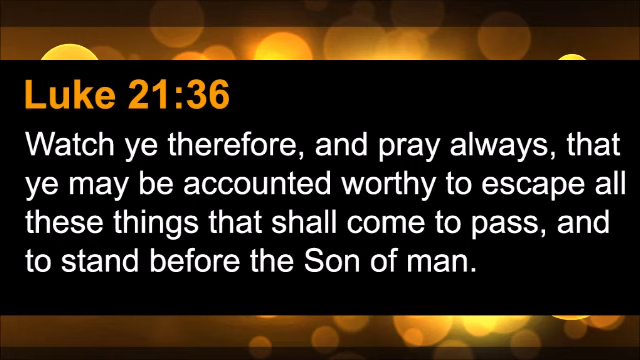 Luke 21:36
Watch ye therefore, and pray always, that
ye may be accounted worthy to escape all
these things that shall come to pass, and
to stand before the Son of man.